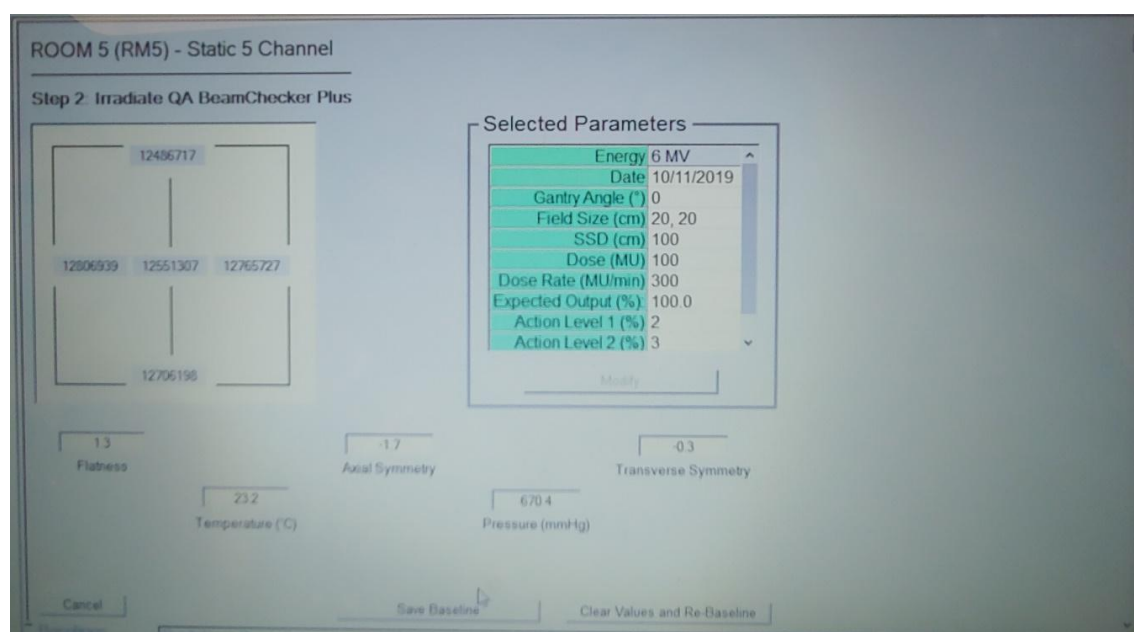 ROOM 5 (RM5) - Static 5 Channel
Step 2: Irradiate QA BeamChecker Plus
Selected Parameters
12486717
12806939 12551307 12765727
12706198
Energy 6 MV
Date 10/11/2019
Gantry Angle (°) 0
Field Size (cm) 20, 20
SSD (cm) 100
Dose (MU) 100
Dose Rate (MU/min) 300
Expected Output (%): 100.0
Action Level 1 (%) 2
Action Level 2 (%) 3
Modify
1.3
Flatness
-1.7
Axial Symmetry
-0.3
Transverse Symmetry
23.2
Temperature (°C)
670.4
Pressure (mmHg)
Cancel
Save Baseline
Clear Values and Re-Baseline